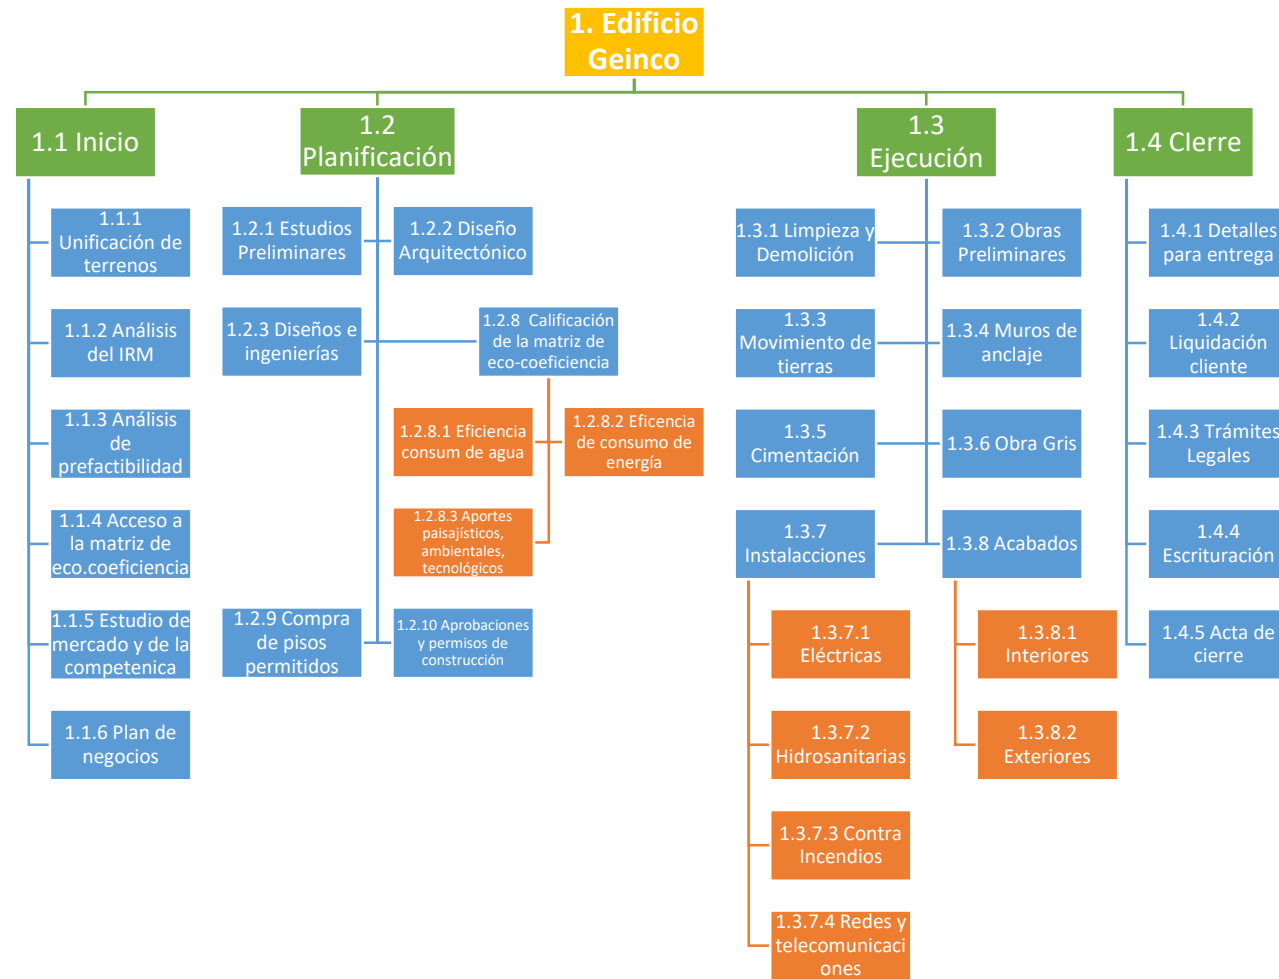 1. Edificio
Geinco
1.1 Inicio
1.2
Planificación
1.3
Ejecución
1.4 CIerre
1.1.1
Unificación de
terrenos
1.1.2 Análisis
del IRM
1.1.3 Análisis
de
prefactibilidad
1.1.4 Acceso a
la matriz de
eco.coeficiencia
1.1.5 Estudio de
mercado y de la
competenica
1.1.6 Plan de
negocios
1.2.1 Estudios
Preliminares
1.2.2 Diseño
Arquitectónico
1.2.3 Diseños e
ingenierías
1.2.8 Calificación
de la matriz de
eco-coeficiencia
1.2.8.1 Eficiencia
consum de agua
1.2.8.2 Eficencia
de consumo de
energía
1.2.8.3 Aportes
paisajísticos,
ambientales,
tecnológicos
1.2.9 Compra
de pisos
permitidos
1.2.10 Aprobaciones
y permisos de
construcción
1.3.1 Limpieza y
Demolición
1.3.2 Obras
Preliminares
1.3.3
Movimiento de
tierras
1.3.4 Muros de
anclaje
1.3.5
Cimentación
1.3.6 Obra Gris
1.3.7
Instalacciones
1.3.8 Acabados
1.3.7.1
Eléctricas
1.3.7.2
Hidrosanitarias
1.3.7.3 Contra
Incendios
1.3.7.4 Redes y
telecomunicaci
ones
1.3.8.1
Interiores
1.3.8.2
Exteriores
1.4.1 Detalles
para entrega
1.4.2
Liquidación
cliente
1.4.3 Trámites
Legales
1.4.4
Escrituración
1.4.5 Acta de
cierre